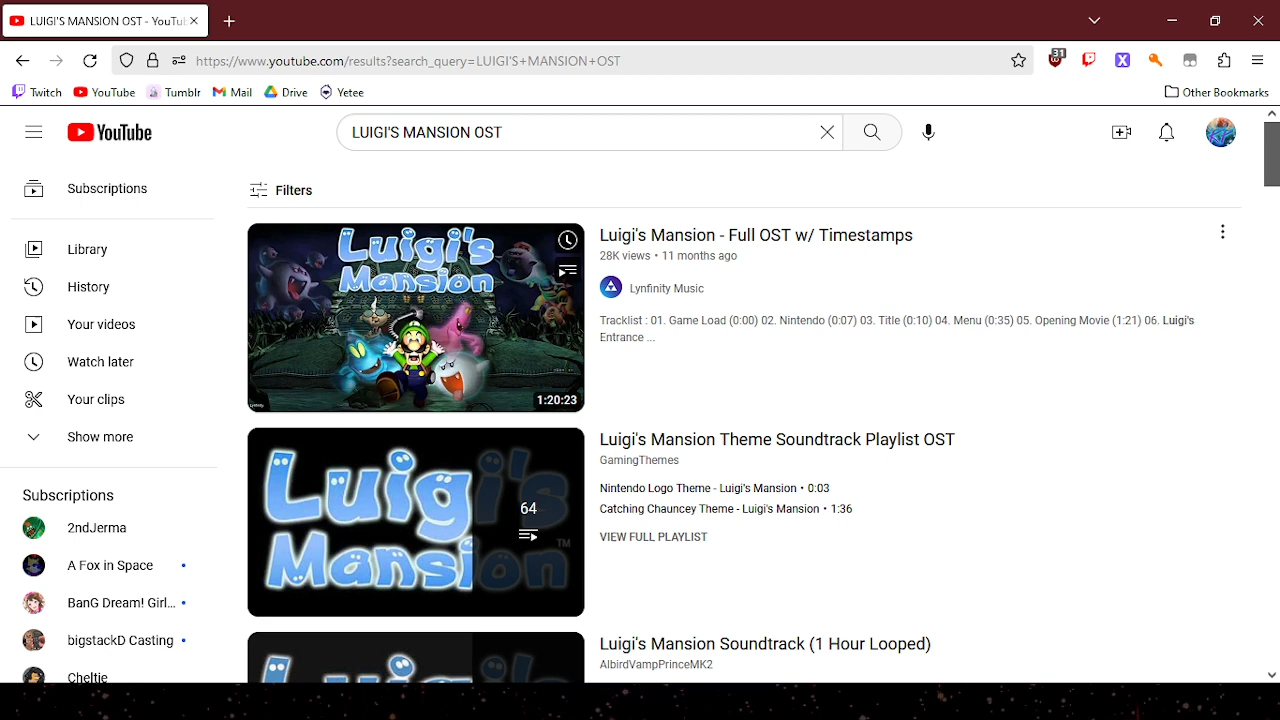 LUIGI'S MANSION OST - YouTu
31
https://www.youtube.com/results?search_query=LUIGI'S+MANSION+OST
Twitch YouTube Tumblr Mail Drive Yetee Other Bookmarks
YouTube
LUIGI'S MANSION OST
Subscriptions
Library
History
Your videos
Watch later
Your clips
Show more
Subscriptions
2ndJerma
A Fox in Space
BanG Dream! Girl...
bigstackD Casting
Cheltie
Filters
Luigi's
Mansion
1:20:23
Luigi's Mansion - Full OST w/ Timestamps
28K views • 11 months ago
Lynfinity Music
Tracklist : 01. Game Load (0:00) 02. Nintendo (0:07) 03. Title (0:10) 04. Menu (0:35) 05. Opening Movie (1:21) 06. Luigi's
Entrance ...
Luigi's
Mansion
TM
64
Luigi's Mansion Theme Soundtrack Playlist OST
GamingThemes
Nintendo Logo Theme - Luigi's Mansion • 0:03
Catching Chauncey Theme - Luigi's Mansion • 1:36
VIEW FULL PLAYLIST
Luigi's Mansion Soundtrack (1 Hour Looped)
AlbirdVampPrinceMK2